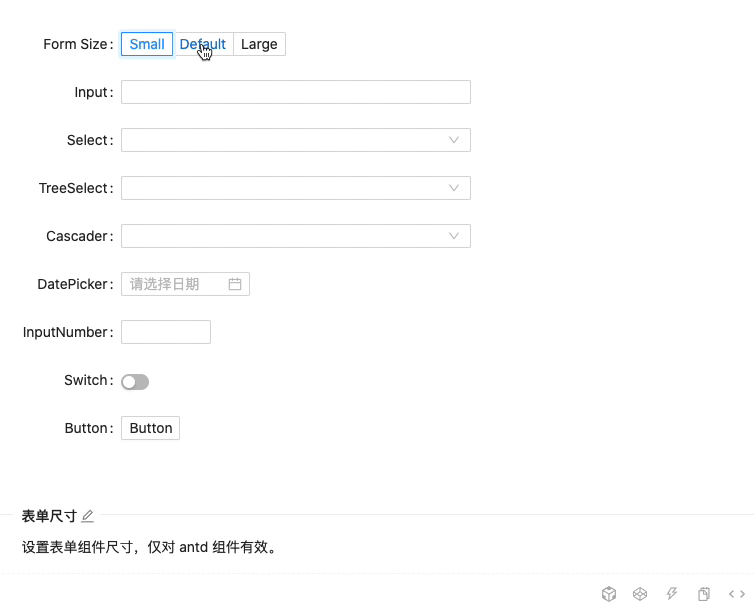 Form Size : Small Default Large
Input :
Select :
TreeSelect :
Cascader :
DatePicker : 请选择日期
InputNumber :
Switch :
Button : Button
表单尺寸
设置表单组件尺寸，仅对 antd 组件有效。